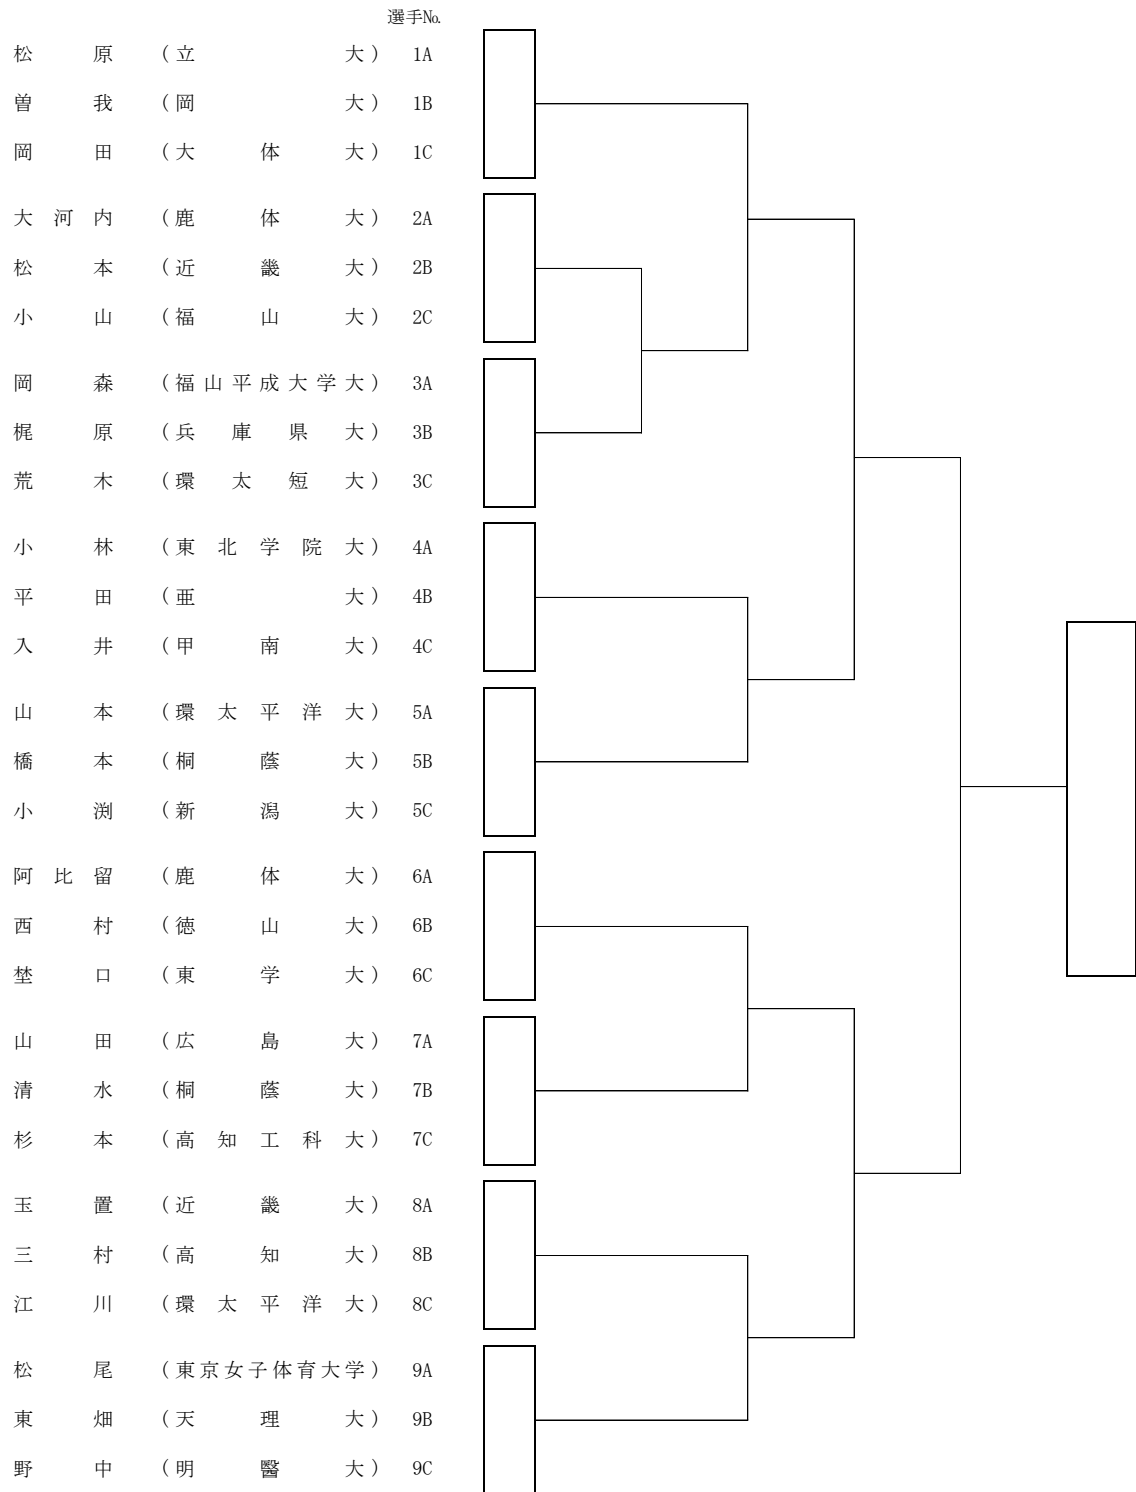 選手№
松原（立大）1A
曽我（岡大）1B
岡田（大体大）1C
大河内（鹿体大）2A
松本（近畿大）2B
小山（福山大）2C
岡森（福山平成大学大）3A
梶原（兵庫県大）3B
荒木（環太短大）3C
小林（東北学院大）4A
平田（亜大）4B
入井（甲南大）4C
山本（環太平洋大）5A
橋本（桐蔭大）5B
小渕（新潟大）5C
阿比留（鹿体大）6A
西村（徳山大）6B
埜口（東学大）6C
山田（広島大）7A
清水（桐蔭大）7B
杉本（高知工科大）7C
玉置（近畿大）8A
三村（高知大）8B
江川（環太平洋大）8C
松尾（東京女子体育大学）9A
東畑（天理大）9B
野中（明醫大）9C